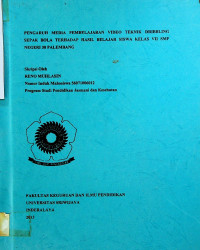 PENGARUH MEDIA PEMBELAJARAN VIDEO TEKNIK DRIBBLING
SEPAK BOLA TERHADAP HASIL BELAJAR SISWA KELAS VII SMP
NEGERI 38 PALEMBANG
Skripsi Oleh
RENO MUKHASIN
Nomor Induk Mahasiswa
Program Studi Pendidikan Jasmani dan Kesehatan
FAKULTAS KEGURUAN DAN ILMU PENDIDIKAN
UNIVERSITAS SRIWIJAYA
INDERALAYA